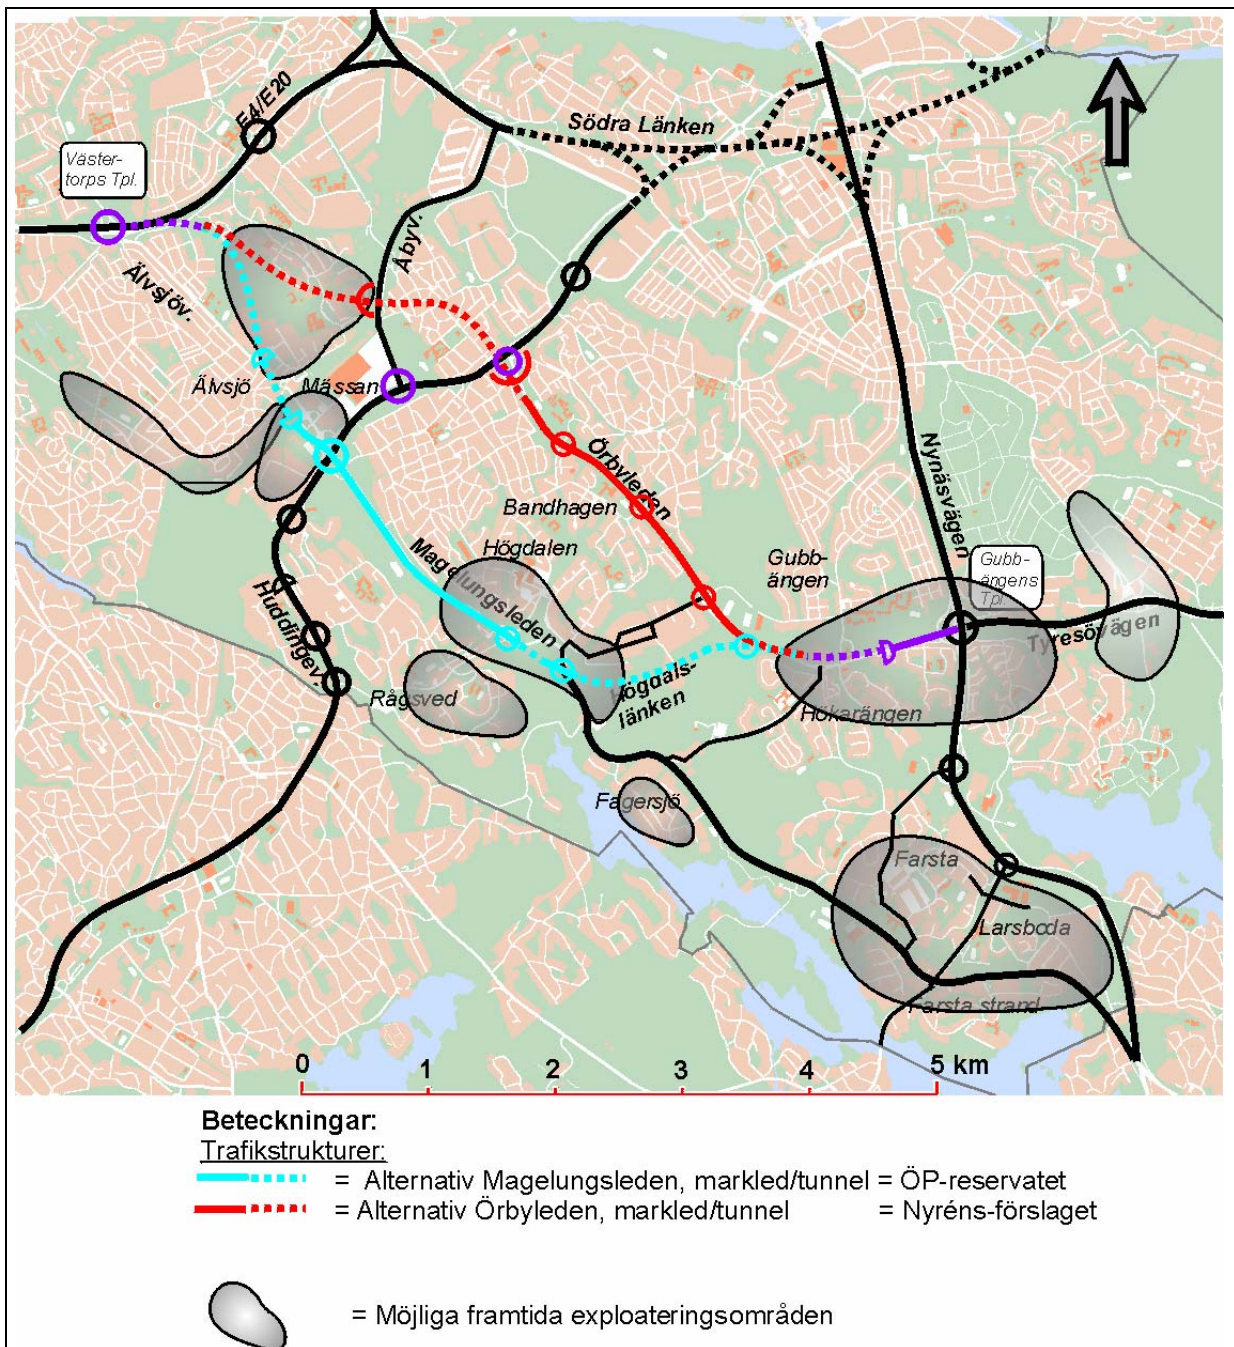 E4/E20
Södra Länken
Väster-
torps Tpl.
Åbyv.
Älvsjöv.
Älvsjö
Mässan
Örbyleden
Nynäsvägen
Bandhagen
Högdalen
Gubb-
ängen
Gubb-
ängens
Tpl.
Magelungsleden
Huddingev.
Tyresövägen
Rågsved
Högdals-
länken
Hökarängen
Fagersjö
Farsta
Larsboda
Farsta strand
0 1 2 3 4 5 km
Beteckningar:
Trafikstrukturer:
= Alternativ Magelungsleden, markled/tunnel = ÖP-reservatet
= Alternativ Örbyleden, markled/tunnel = Nyréns-förslaget
= Möjliga framtida exploateringsområden